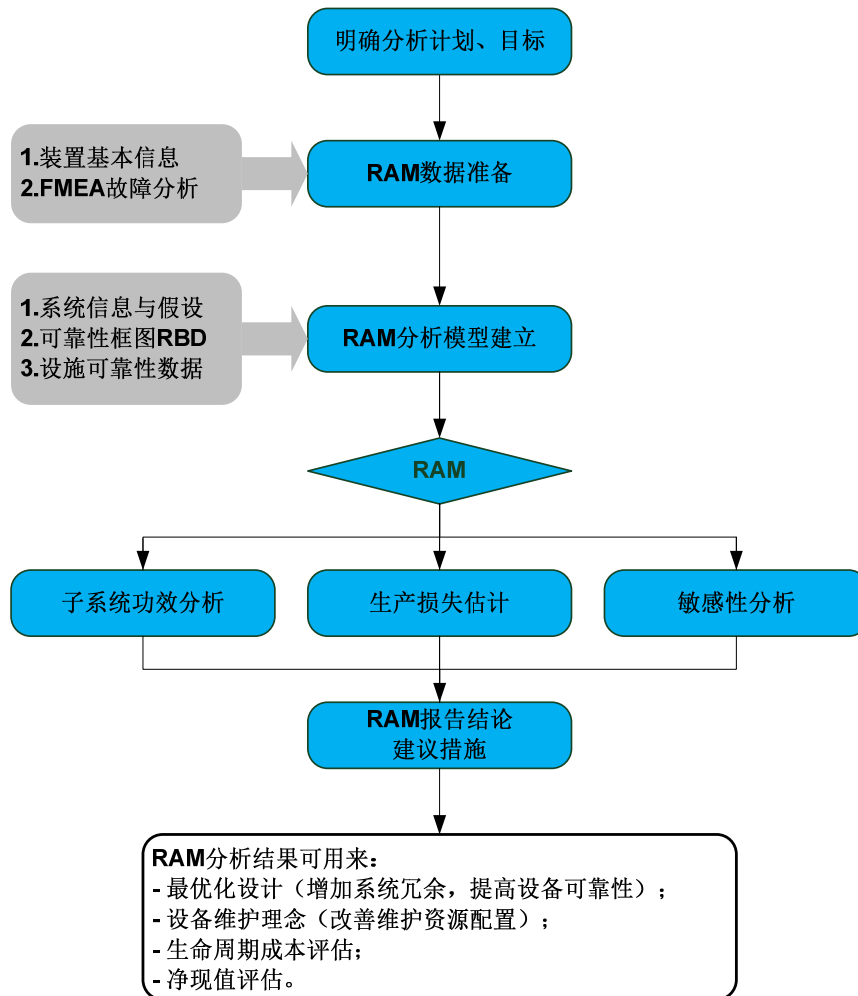 明确分析计划、目标
1.装置基本信息
2.FMEA故障分析
RAM数据准备
1.系统信息与假设
2.可靠性框图RBD
3.设施可靠性数据
RAM分析模型建立
RAM
子系统功效分析
生产损失估计
敏感性分析
RAM报告结论
建议措施
RAM分析结果可用来：
- 最优化设计（增加系统冗余，提高设备可靠性）；
- 设备维护理念（改善维护资源配置）；
- 生命周期成本评估；
- 净现值评估。